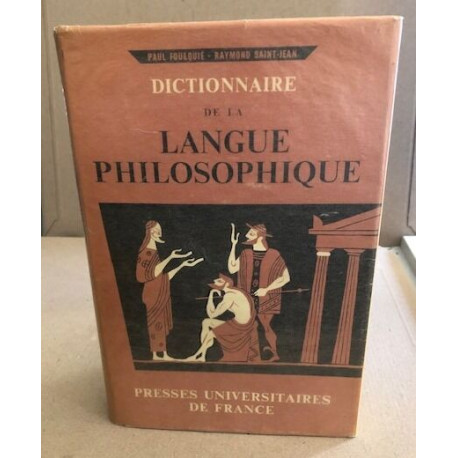 PAUL FOULQUIÉ - RAYMOND SAINT-JEAN
DICTIONNAIRE
DE LA
LANGUE
PHILOSOPHIQUE
PRESSES UNIVERSITAIRES
DE FRANCE